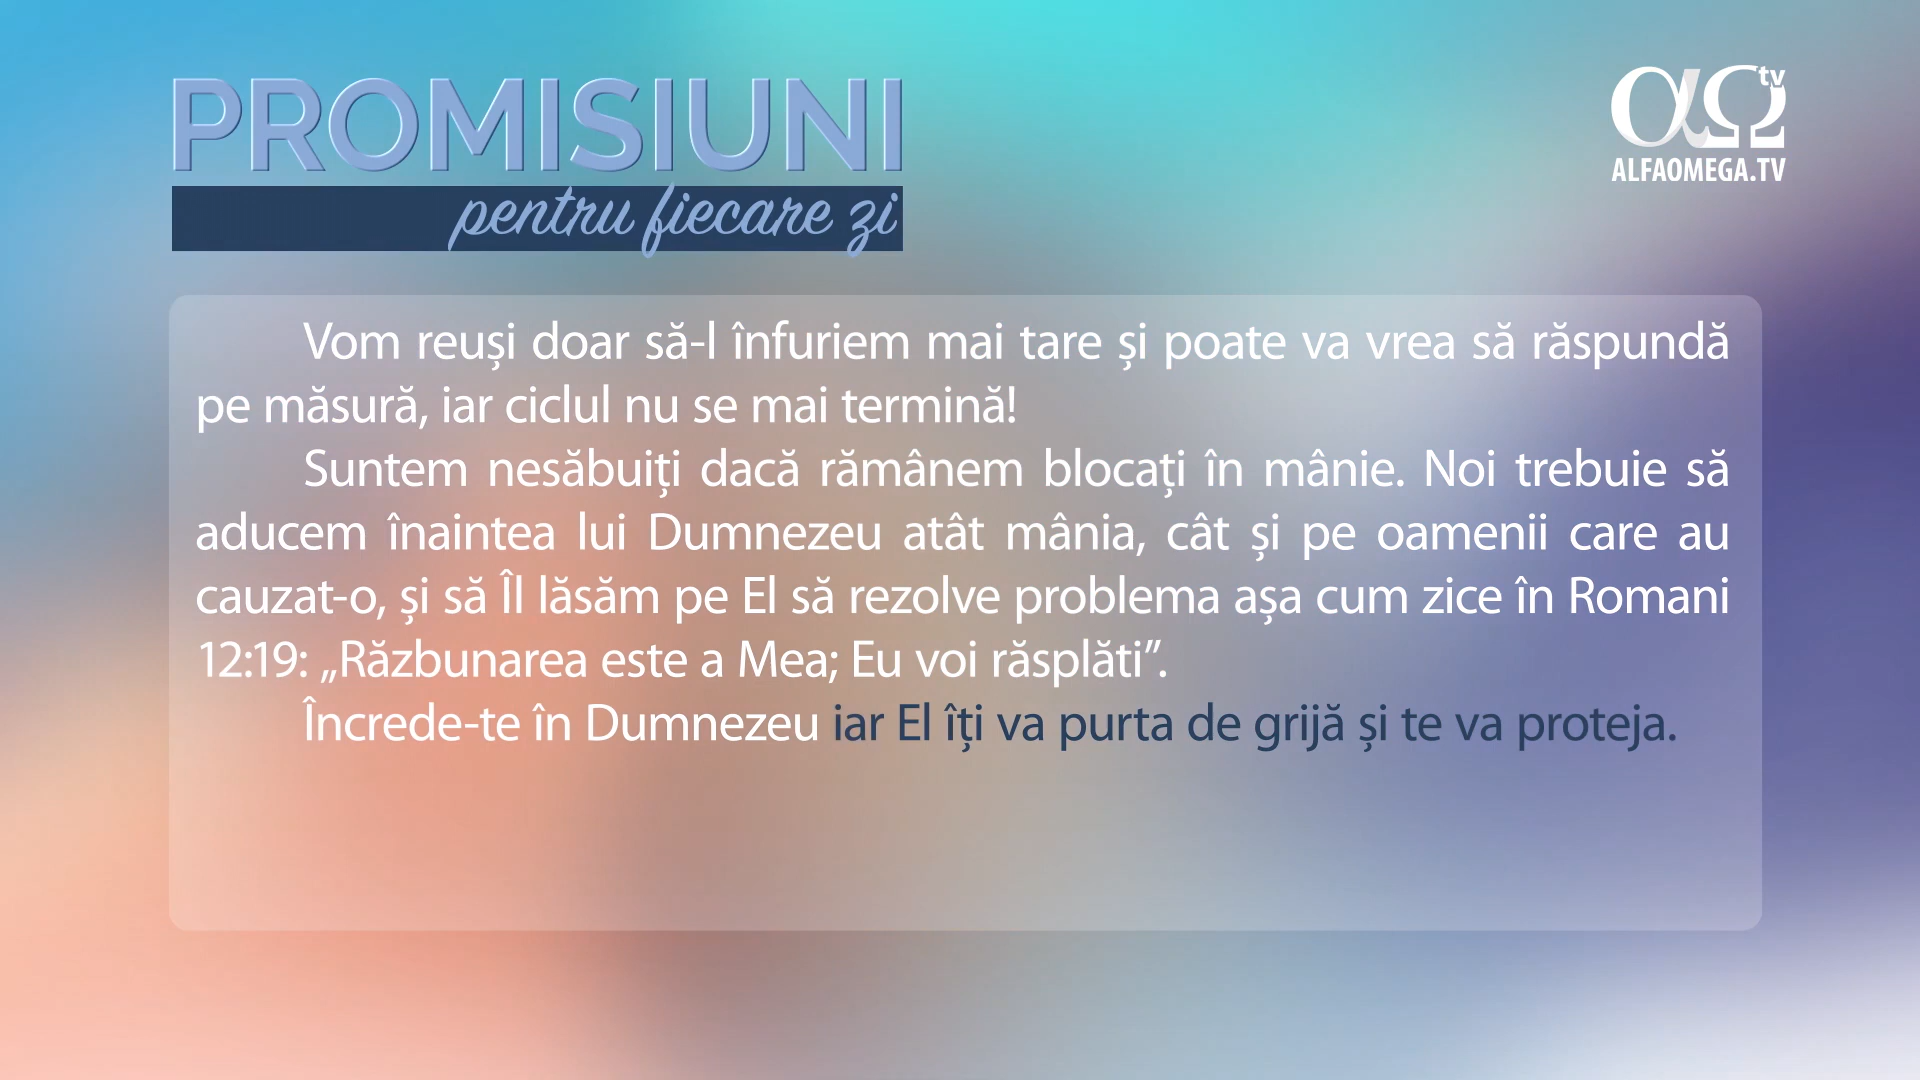 PROMISIUNI
pentru fiecare zi
αΩ tv
ALFAOMEGA.TV
Vom reuși doar să-l înfuriem mai tare și poate va vrea să răspundă
pe măsură, iar ciclul nu se mai termină!
Suntem nesăbuiți dacă rămânem blocați în mânie. Noi trebuie să
aducem înaintea lui Dumnezeu atât mânia, cât și pe oamenii care au
cauzat-o, și să Îl lăsăm pe El să rezolve problema așa cum zice în Romani
12:19: „Răzbunarea este a Mea; Eu voi răsplăti”.
Încrede-te în Dumnezeu iar El îți va purta de grijă și te va proteja.